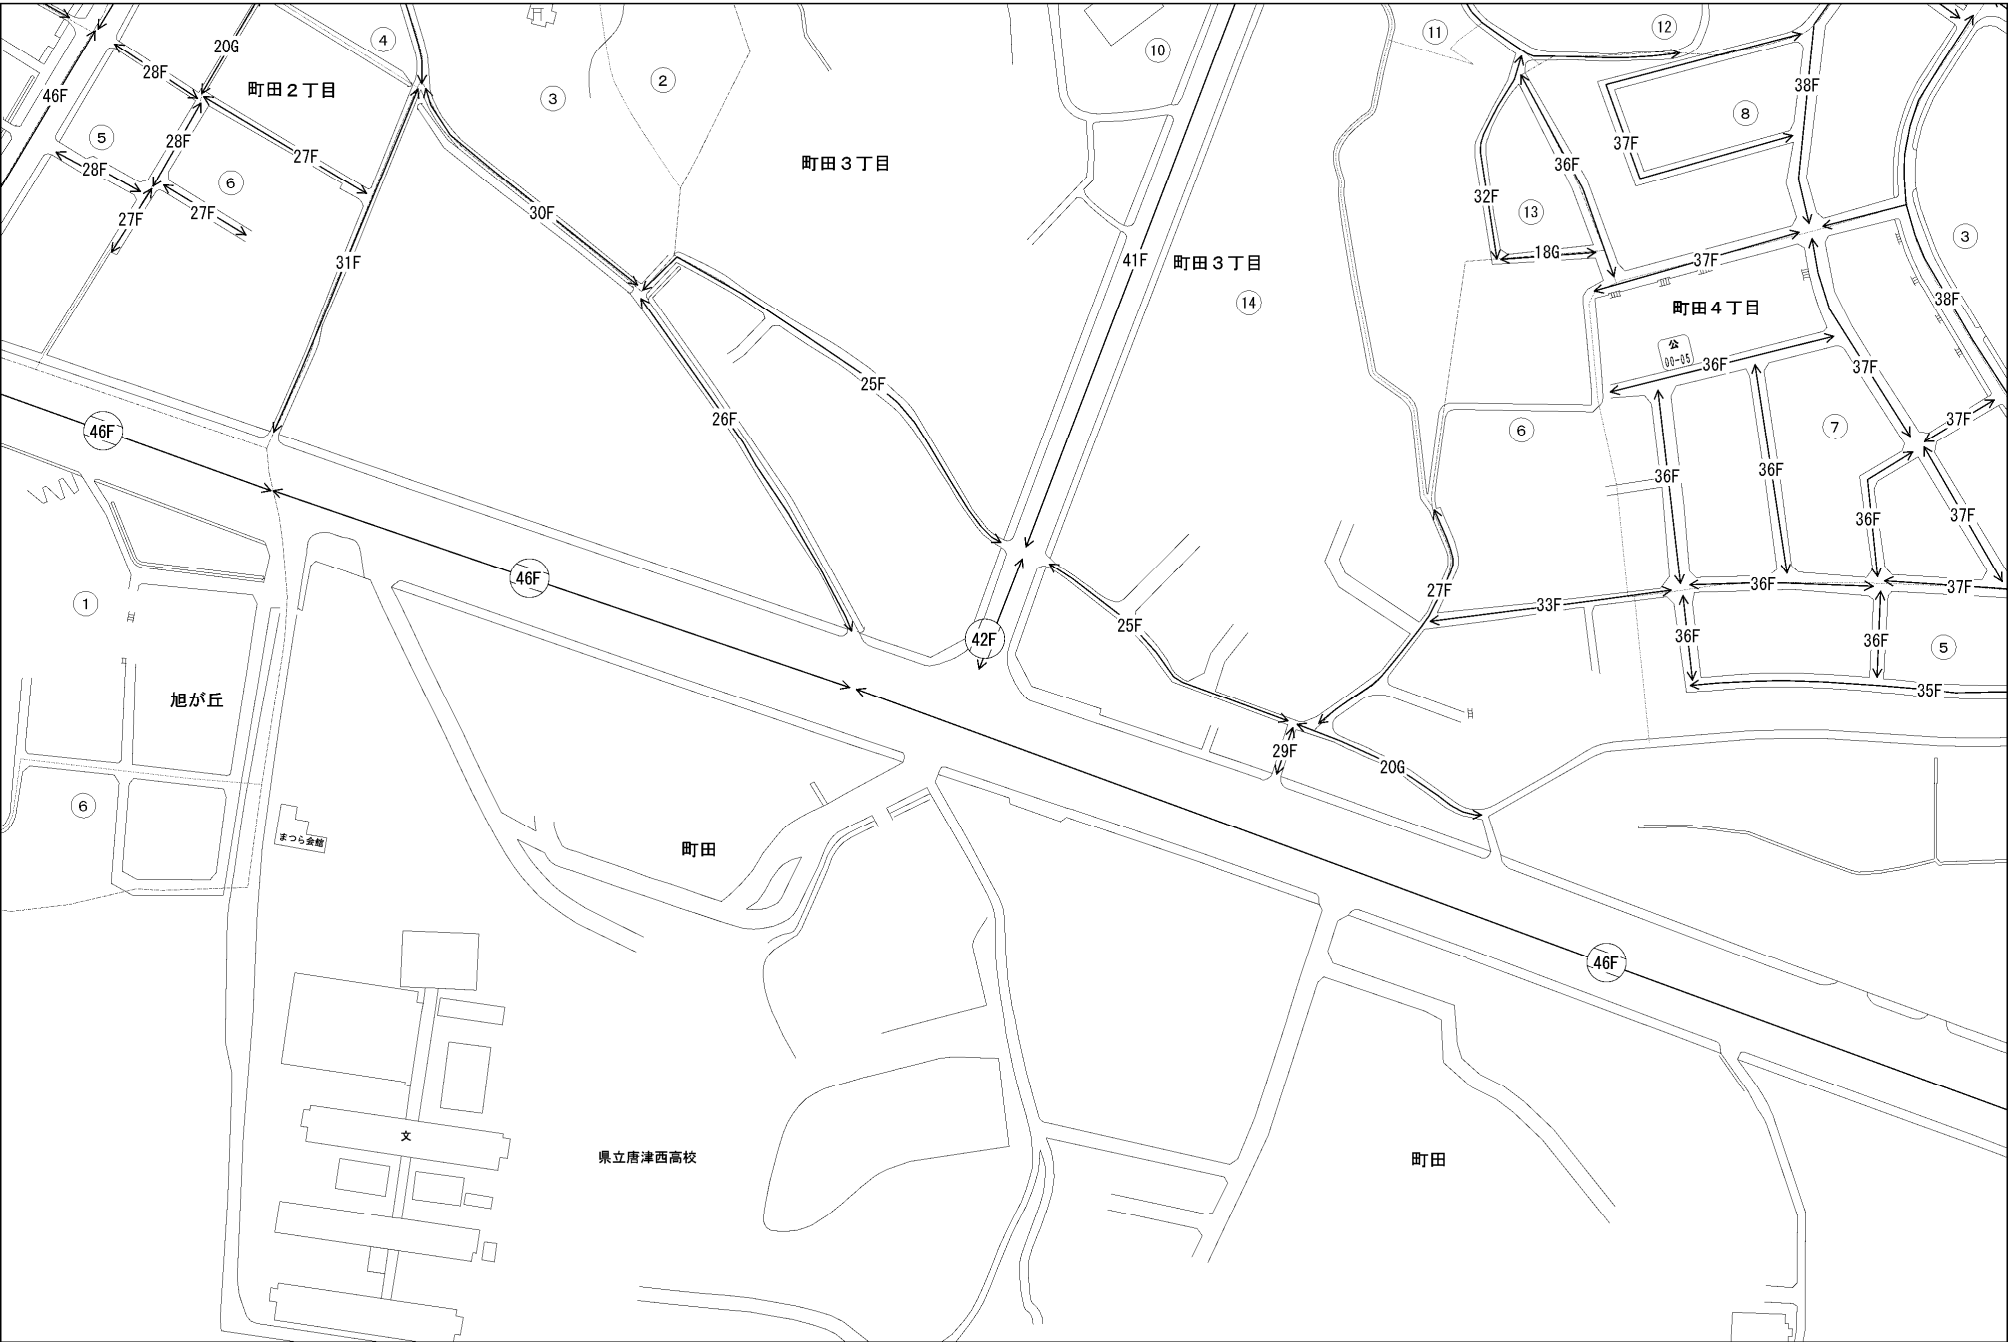 20G
④
⑪
⑫
28F
町田２丁目
②
⑩
46F
③
38F
⑧
⑤
28F
37F
27F
町田３丁目
36F
28F
⑥
32F
27F
27F
30F
⑬
③
31F
41F
町田３丁目
18G
37F
⑭
38F
町田４丁目
公
00-05
36F
37F
25F
26F
37F
46F
⑥
⑦
36F
36F
36F
37F
46F
36F
37F
27F
①
33F
25F
36F
42F
36F
⑤
旭が丘
35F
29F
20G
⑥
まつら会館
町田
46F
文
県立唐津西高校
町田